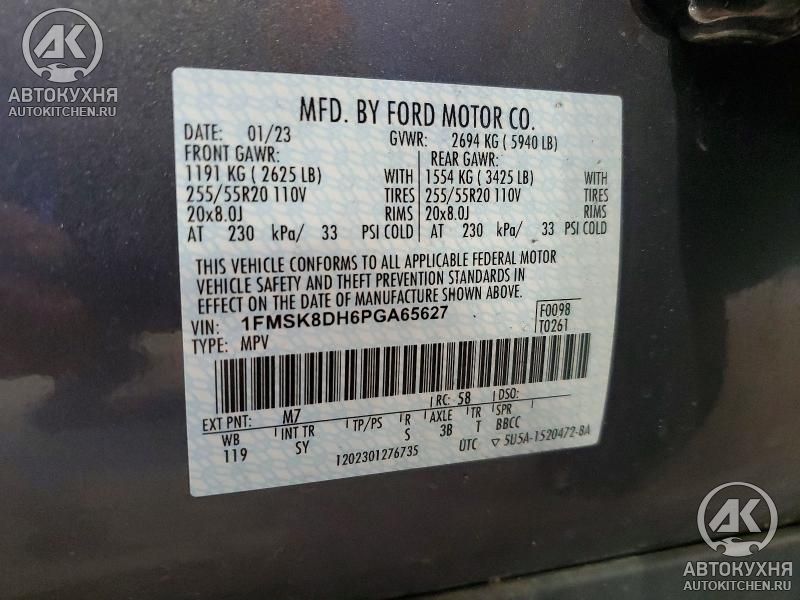 AK
АВТОКУХНЯ
AUTOKITCHEN.RU
MFD. BY FORD MOTOR CO.
DATE: 01/23 GVWR: 2694 KG ( 5940 LB)
FRONT GAWR: REAR GAWR:
1191 KG ( 2625 LB) WITH 1554 KG ( 3425 LB) WITH
255/55R20 110V TIRES 255/55R20 110V TIRES
20x8.0J RIMS 20x8.0J RIMS
AT 230 kPa/ 33 PSI COLD AT 230 kPa/ 33 PSI COLD
THIS VEHICLE CONFORMS TO ALL APPLICABLE FEDERAL MOTOR
VEHICLE SAFETY AND THEFT PREVENTION STANDARDS IN
EFFECT ON THE DATE OF MANUFACTURE SHOWN ABOVE.
VIN: 1FMSK8DH6PGA65627 F0098
TYPE: MPV T0261
EXT PNT: M7 RC: 58 DSO:
WB INT TR TP/PS R AXLE TR SPR
119 SY S 3B T BBCC
1202301276735 UTC ▽ 5U5A-1520472-BA
AK
АВТОКУХНЯ
AUTOKITCHEN.RU